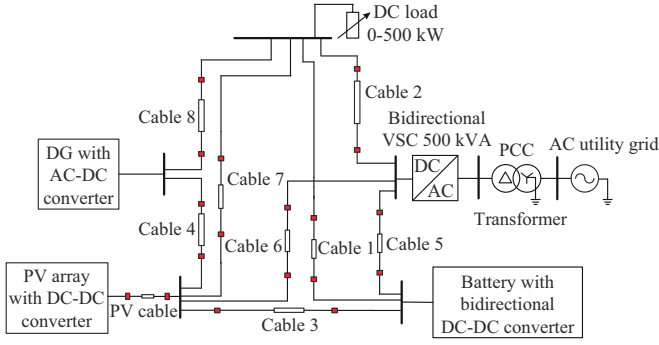 DC load
0-500 kW
Cable 2
Cable 8
Bidirectional
VSC 500 kVA
PCC
AC utility grid
DG with
AC-DC
converter
DC
AC
Cable 7
Transformer
Cable 4
Cable 6
Cable 1
Cable 5
PV array
with DC-DC
converter
PV cable
Cable 3
Battery with
bidirectional
DC-DC converter